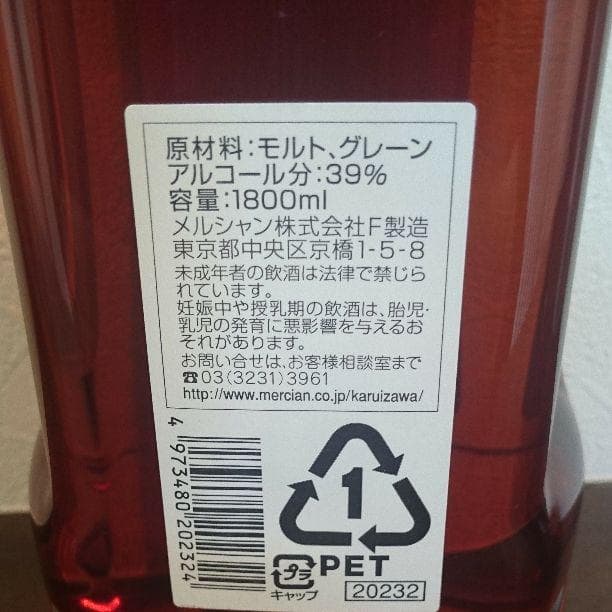 原材料:モルト、グレーン
アルコール分:39%
容量:1800ml
メルシャン株式会社F製造
東京都中央区京橋1-5-8
未成年者の飲酒は法律で禁じら
れています。
妊娠中や授乳期の飲酒は、胎児・
乳児の発育に悪影響を与えるお
それがあります。
お問い合せは、お客様相談室まで
☎03(3231)3961
http://www.mercian.co.jp/karuizawa/
4 973480 202324
1
PET
プラ
キャップ
20232